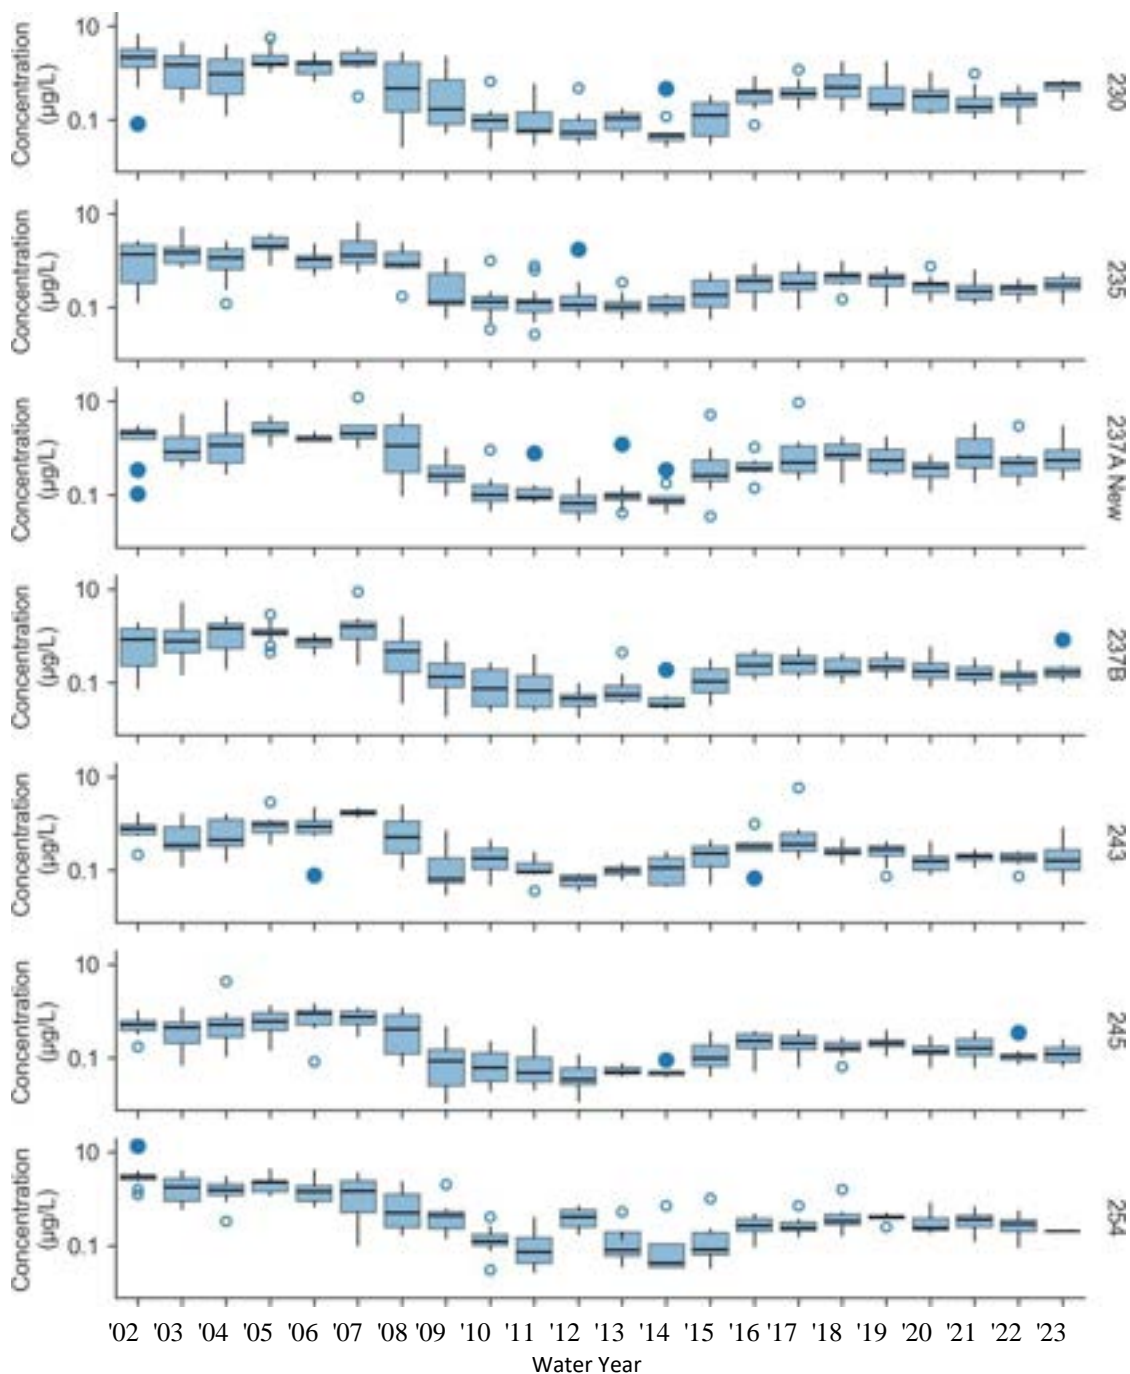 Concentration
(µg/L)
10
0.1
230
Concentration
(µg/L)
10
0.1
235
Concentration
(µg/L)
10
0.1
237A New
Concentration
(µg/L)
10
0.1
237B
Concentration
(µg/L)
10
0.1
243
Concentration
(µg/L)
10
0.1
245
Concentration
(µg/L)
10
0.1
254
'02 '03 '04 '05 '06 '07 '08 '09 '10 '11 '12 '13 '14 '15 '16 '17 '18 '19 '20 '21 '22 '23
Water Year